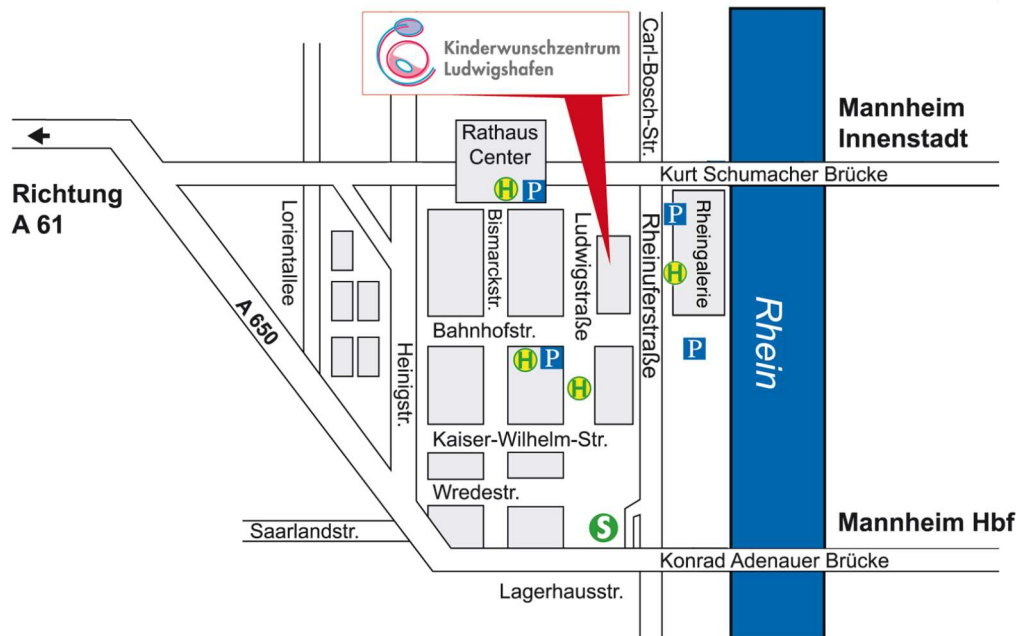 Kinderwunschzentrum
Ludwigshafen
Carl-Bosch-Str.
Mannheim
Innenstadt
Rathaus
Center
H
P
Kurt Schumacher Brücke
Richtung
A 61
Lorientallee
Bismarckstr.
Ludwigstraße
Rheinuferstraße
P
Rheingalerie
H
A 650
Rhein
Bahnhofstr.
Heinigstr.
H
P
P
H
Kaiser-Wilhelm-Str.
Wredestr.
Saarlandstr.
S
Mannheim Hbf
Konrad Adenauer Brücke
Lagerhausstr.